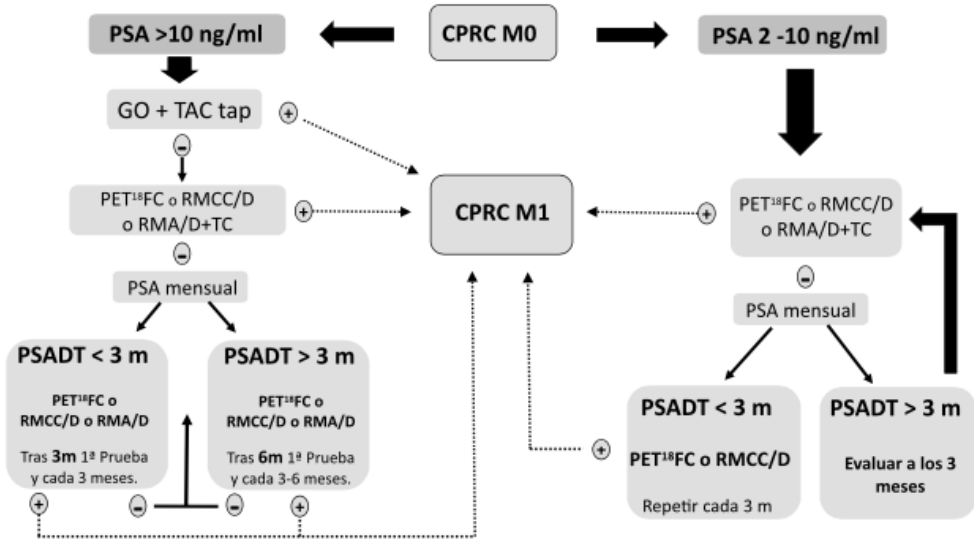 CPRC M0
PSA >10 ng/ml
PSA 2 -10 ng/ml
GO + TAC tap
+
-
PET¹⁸FC o RMCC/D
o RMA/D+TC
+
-
PSA mensual
PSADT < 3 m
PET¹⁸FC o
RMCC/D o RMA/D
Tras 3m 1ª Prueba
y cada 3 meses.
+
-
PSADT > 3 m
PET¹⁸FC o
RMCC/D o RMA/D
Tras 6m 1ª Prueba
y cada 3-6 meses.
-
+
CPRC M1
+
PET¹⁸FC o RMCC/D
o RMA/D+TC
-
PSA mensual
+
PSADT < 3 m
PET¹⁸FC o RMCC/D
Repetir cada 3 m
PSADT > 3 m
Evaluar a los 3
meses